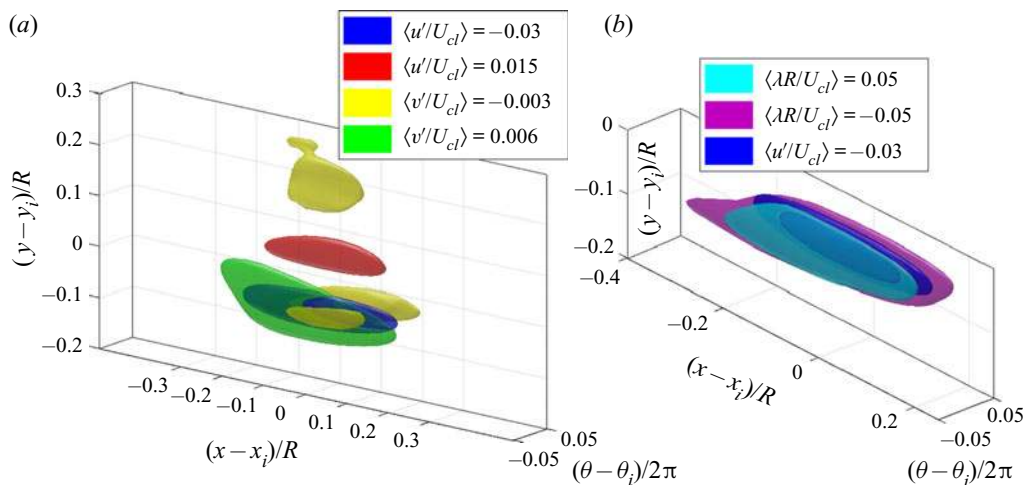 (a)
⟨u′/U_cl⟩ = −0.03
⟨u′/U_cl⟩ = 0.015
⟨v′/U_cl⟩ = −0.003
⟨v′/U_cl⟩ = 0.006
0.3
0.2
0.1
0
−0.1
−0.2
(y − y_i)/R
−0.3
−0.2
−0.1
0
0.1
0.2
0.3
(x − x_i)/R
−0.05
0.05
(θ − θ_i)/2π
(b)
⟨λR/U_cl⟩ = 0.05
⟨λR/U_cl⟩ = −0.05
⟨u′/U_cl⟩ = −0.03
0
−0.1
−0.2
(y − y_i)/R
−0.4
−0.2
0
0.2
(x − x_i)/R
−0.05
0.05
(θ − θ_i)/2π